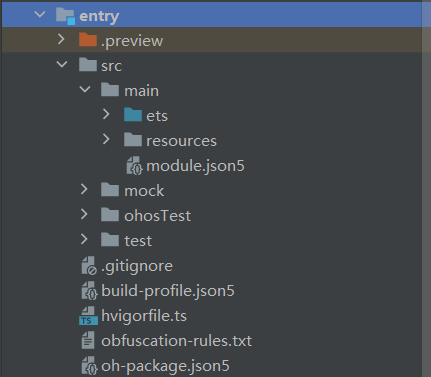 entry
.preview
src
main
ets
resources
module.json5
mock
ohosTest
test
.gitignore
build-profile.json5
hvigorfile.ts
obfuscation-rules.txt
oh-package.json5